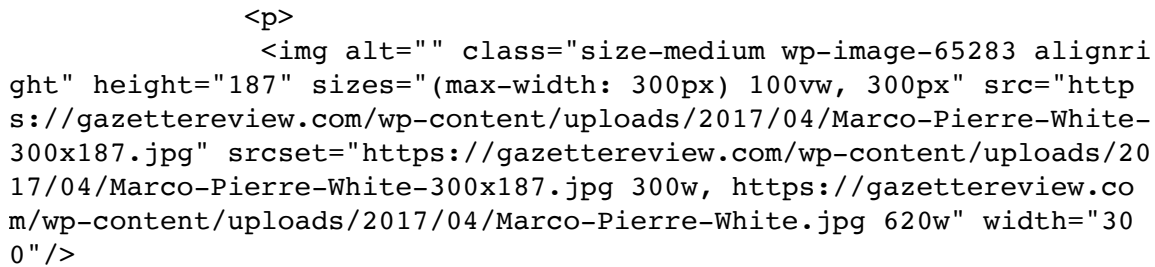 <p>
<img alt="" class="size-medium wp-image-65283 alignri
ght" height="187" sizes="(max-width: 300px) 100vw, 300px" src="http
s://gazettereview.com/wp-content/uploads/2017/04/Marco-Pierre-White-
300x187.jpg" srcset="https://gazettereview.com/wp-content/uploads/20
17/04/Marco-Pierre-White-300x187.jpg 300w, https://gazettereview.co
m/wp-content/uploads/2017/04/Marco-Pierre-White.jpg 620w" width="30
0"/>